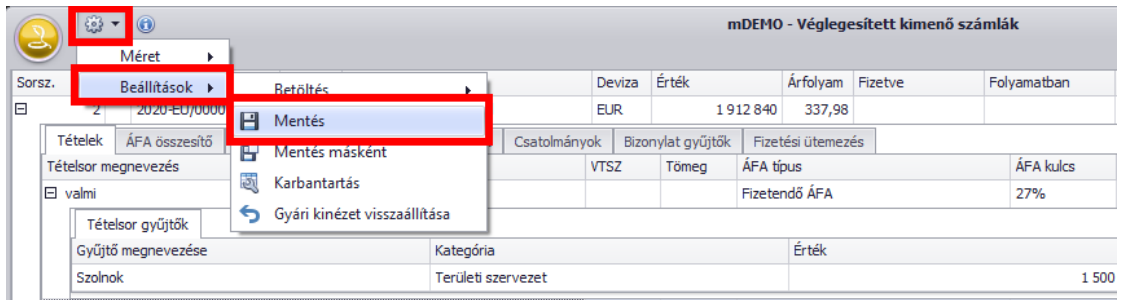 mDEMO - Véglegesített kimenő számlák
Méret
Sorsz. Deviza Érték Árfolyam Fizetve Folyamatban
Beállítások Betöltés
2 2020-EU/0000 EUR 1 912 840 337,98
Mentés
Tételek ÁFA összesítő Csatolmányok Bizonylat gyűjtők Fizetési ütemezés
Mentés másként
Tételsor megnevezés VTSZ Tömeg ÁFA típus ÁFA kulcs
Karbantartás
valmi Fizetendő ÁFA 27%
Gyári kinézet visszaállítása
Tételsor gyűjtők
Gyűjtő megnevezése Kategória Érték
Szolnok Területi szervezet 1 500